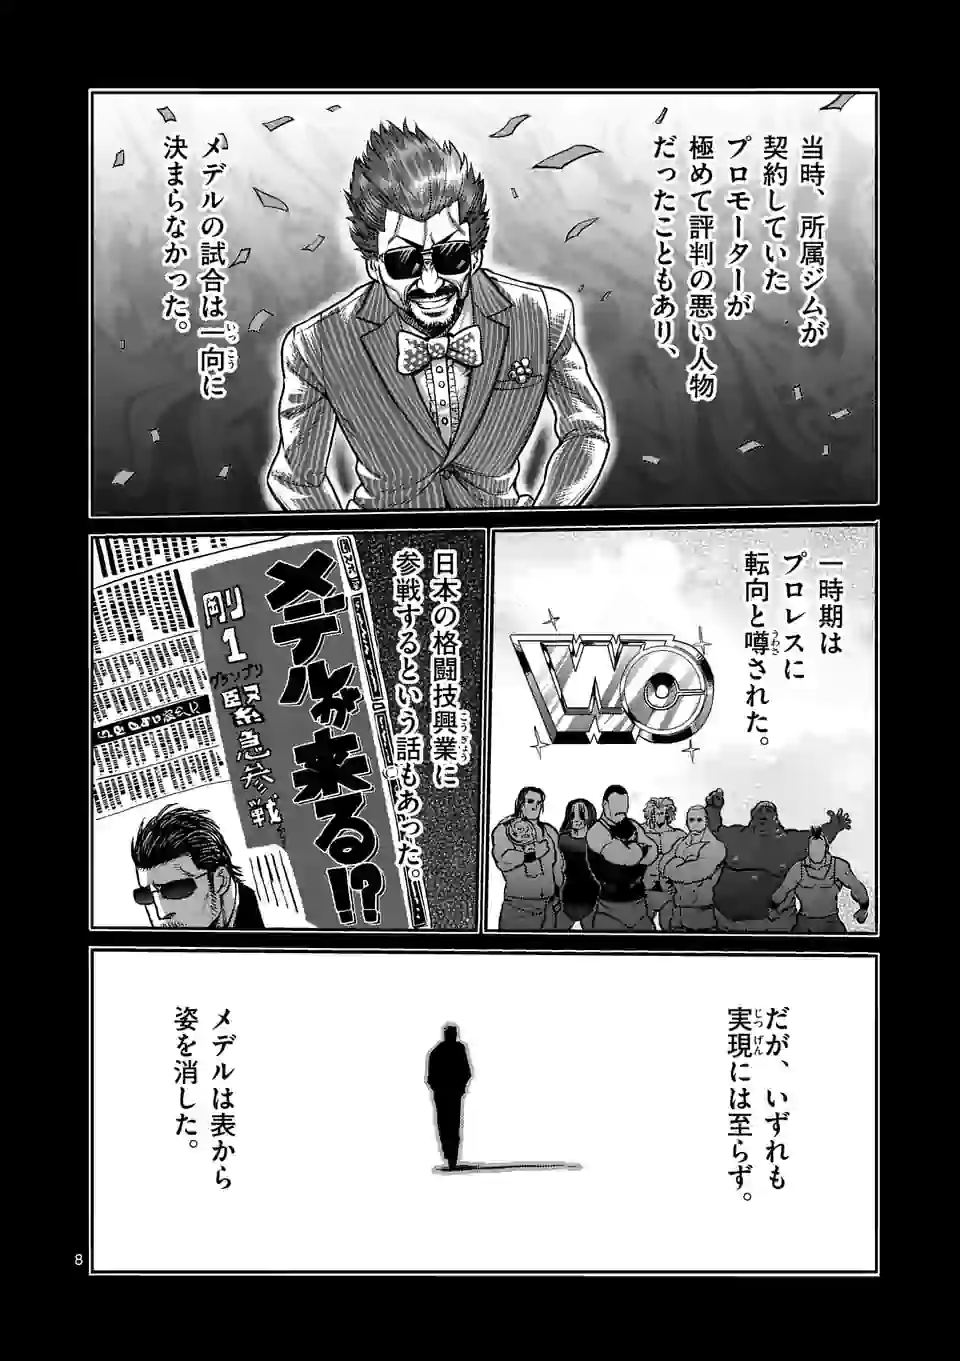 当時、所属ジムが
契約していた
プロモーターが
極めて評判の悪い人物
だったこともあり、
メデルの試合は一向に
決まらなかった。
一時期は
プロレスに
転向と噂された。
WO
日本の格闘技興業に
参戦するという話もあった。
メデルが来る!?
剛1
グランプリ
緊急参戦
だが、いずれも
実現には至らず。
メデルは表から
姿を消した。
8